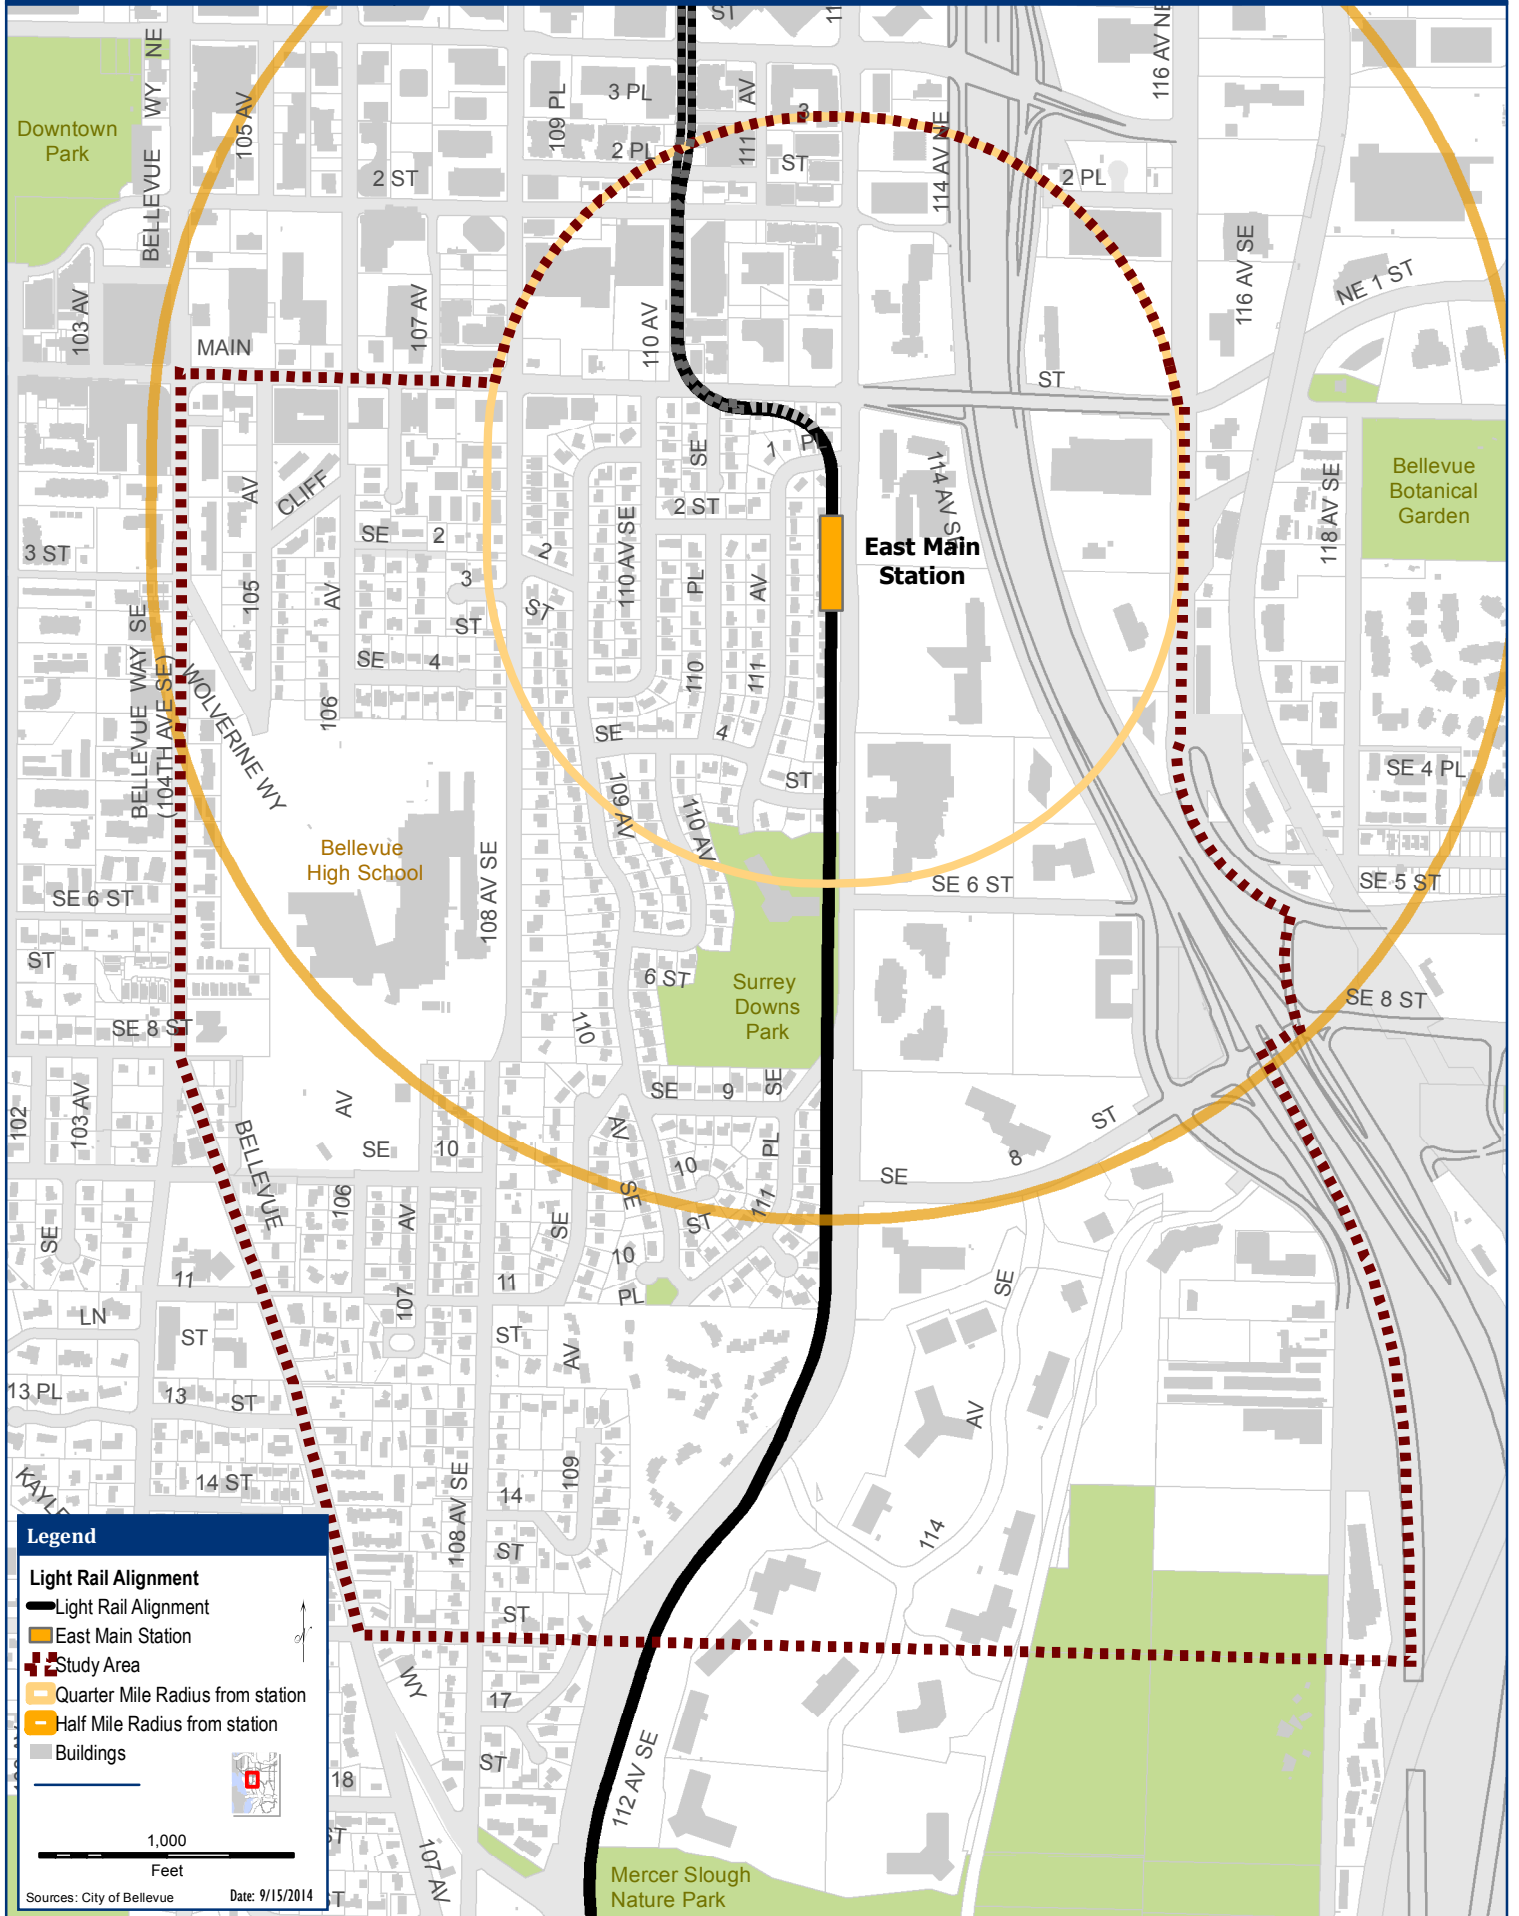 ST
11
116 AV NE
BELLEVUE WY NE
105 AV
109 PL
3 PL
AV
3
Downtown
Park
2 PL
111
ST
114 AV NE
2 PL
2 ST
116 AV SE
NE 1 ST
103 AV
107 AV
110 AV
MAIN
ST
1 PL
SE
114 AV SE
118 AV SE
Bellevue
Botanical
Garden
AV
CLIFF
2 ST
110 AV SE
SE 2
2
3 ST
East Main
Station
105
AV
3
ST
ST
PL
AV
SE 4
BELLEVUE WAY SE
(104TH AVE SE)
WOLVERINE WY
106
110
111
SE 4
ST
SE 4 PL
109 AV
110 AV
Bellevue
High School
108 AV SE
SE 6 ST
SE 5 ST
SE 6 ST
ST
6 ST
Surrey
Downs
Park
SE 8 ST
SE 8 ST
110
SE 9
SE
102
103 AV
AV
BELLEVUE
SE 10
AV
SE
10
PL
ST
8
SE
106
AV
SE
SE
ST
111
10
PL
11
11
107
SE
LN
ST
ST
AV
13 PL
13
ST
AV
14 ST
108 AV SE
109
14
ST
114
Legend
Light Rail Alignment
Light Rail Alignment
East Main Station
Study Area
Quarter Mile Radius from station
Half Mile Radius from station
Buildings
1,000
Feet
Sources: City of Bellevue
Date: 9/15/2014
ST
WY
17
ST
18
ST
107 AV
ST
112 AV SE
Mercer Slough
Nature Park